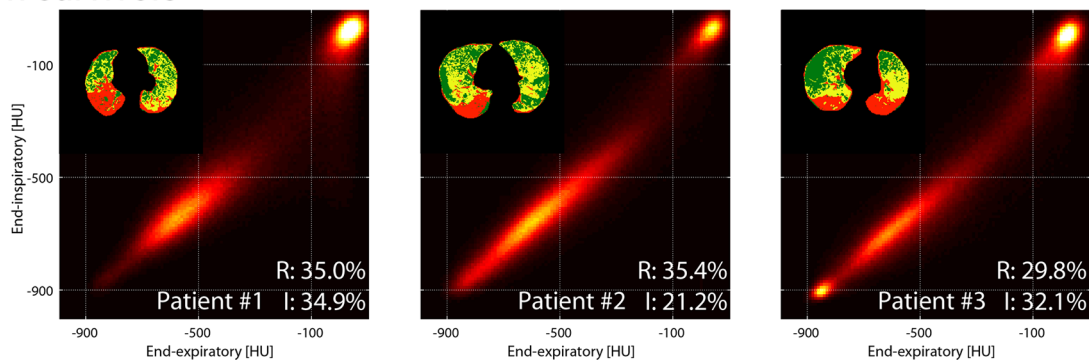 End-inspiratory [HU]
-100
-500
-900
R: 35.0%
Patient #1 I: 34.9%
-900 -500 -100
End-expiratory [HU]
R: 35.4%
Patient #2 I: 21.2%
-900 -500 -100
End-expiratory [HU]
R: 29.8%
Patient #3 I: 32.1%
-900 -500 -100
End-expiratory [HU]